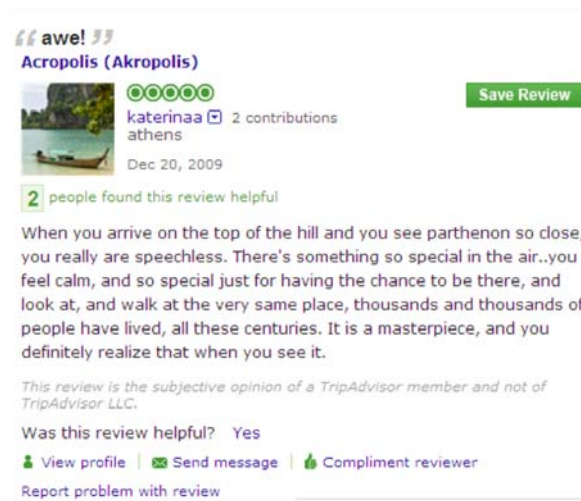 “ awe! ”
Acropolis (Akropolis)
Save Review
katerinaa 2 contributions
athens
Dec 20, 2009
2 people found this review helpful
When you arrive on the top of the hill and you see parthenon so close,
you really are speechless. There's something so special in the air..you
feel calm, and so special just for having the chance to be there, and
look at, and walk at the very same place, thousands and thousands of
people have lived, all these centuries. It is a masterpiece, and you
definitely realize that when you see it.
This review is the subjective opinion of a TripAdvisor member and not of
TripAdvisor LLC.
Was this review helpful? Yes
View profile | Send message | Compliment reviewer
Report problem with review